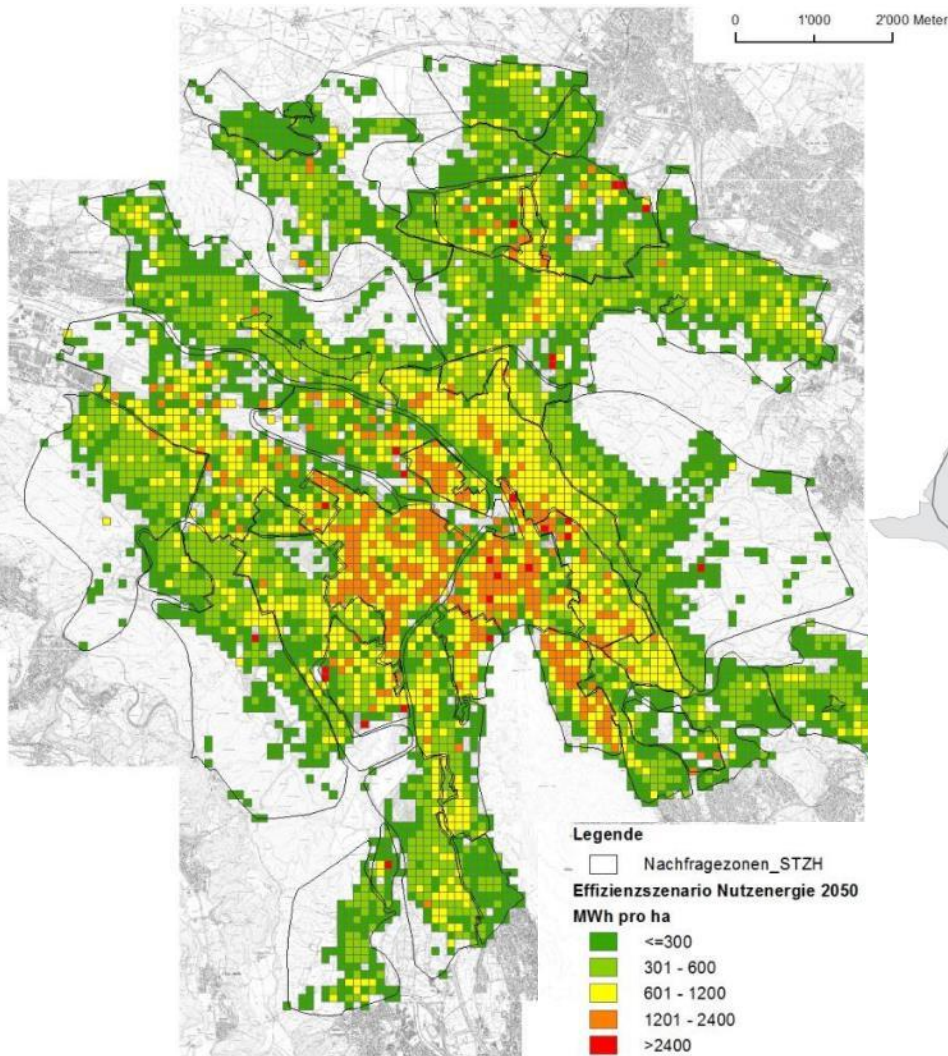 0 1'000 2'000 Meter
Legende
Nachfragezonen_STZH
Effizienzszenario Nutzenergie 2050
MWh pro ha
<=300
301 - 600
601 - 1200
1201 - 2400
>2400